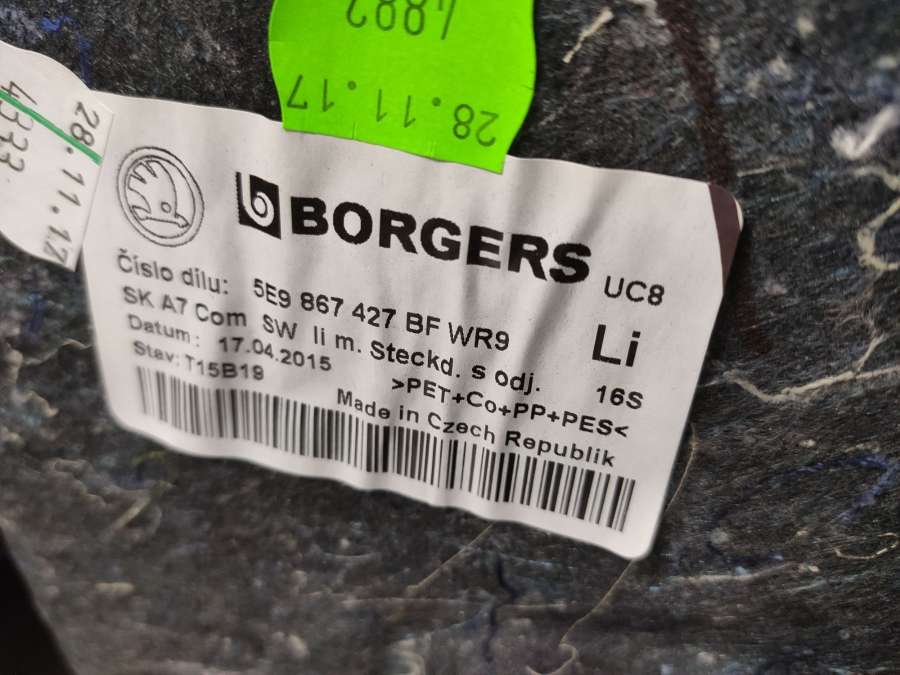 4882
28.11.17
28.11.17
4333
BORGERS
UC8
Číslo dílu: 5E9 867 427 BF WR9
Li
SK A7 Com SW li m. Steckd. s odj.
16S
Datum: 17.04.2015
>PET+Co+PP+PES<
Stav: T15B19
Made in Czech Republik